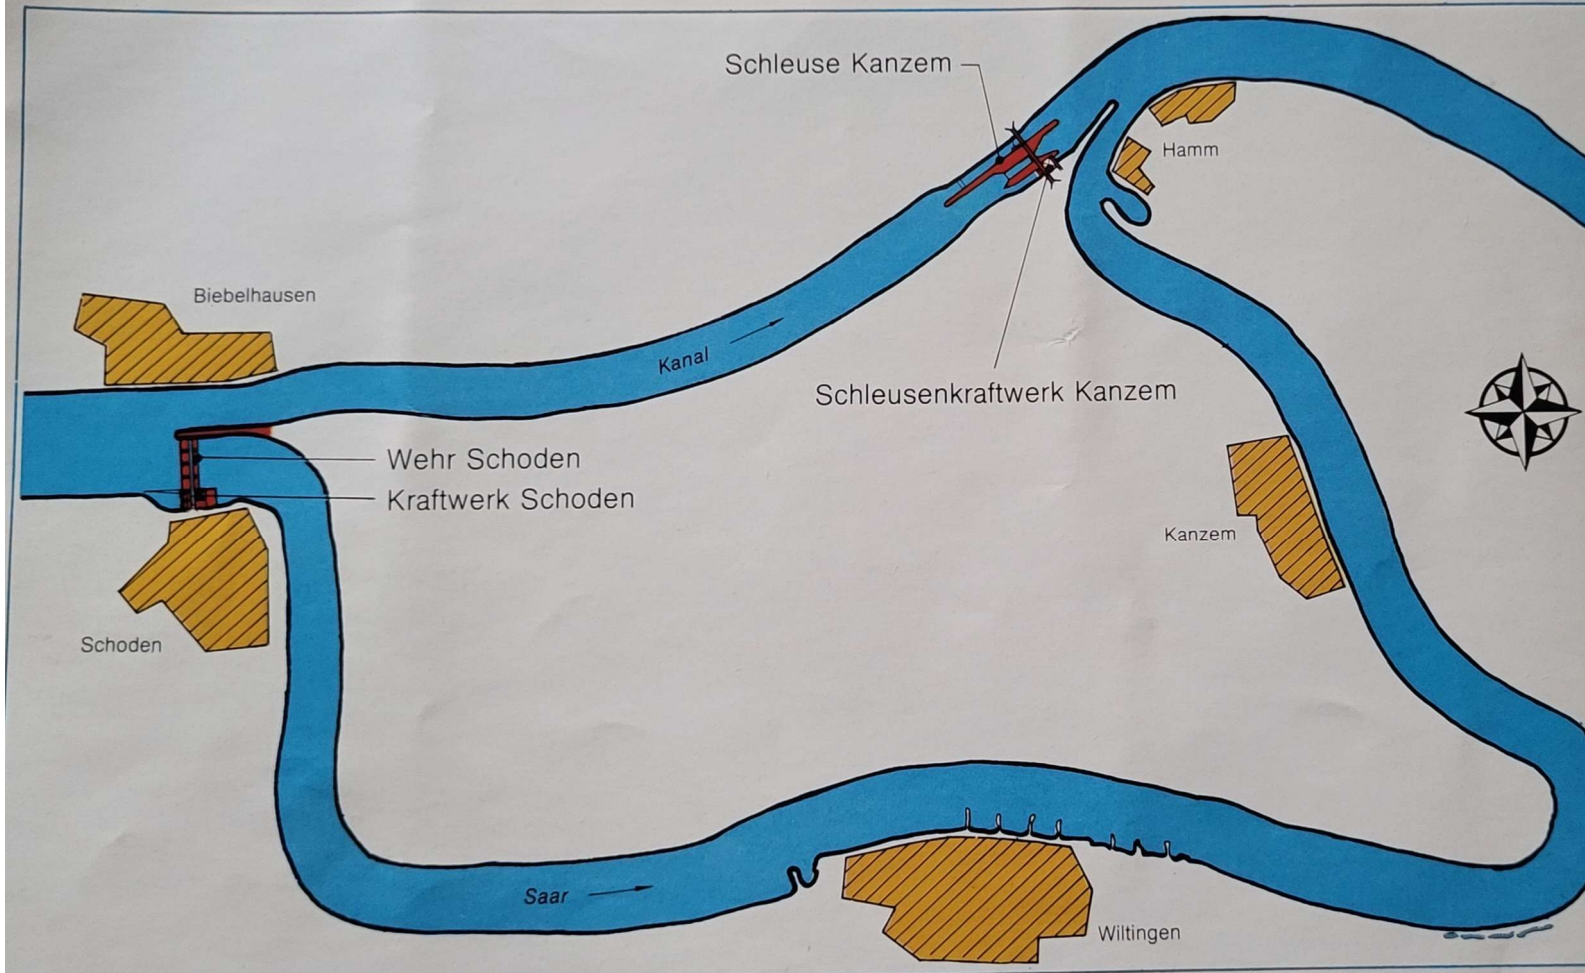 Schleuse Kanzem
Hamm
Biebelhausen
Kanal
Schleusenkraftwerk Kanzem
Wehr Schoden
Kraftwerk Schoden
Kanzem
Schoden
Saar
Wiltingen